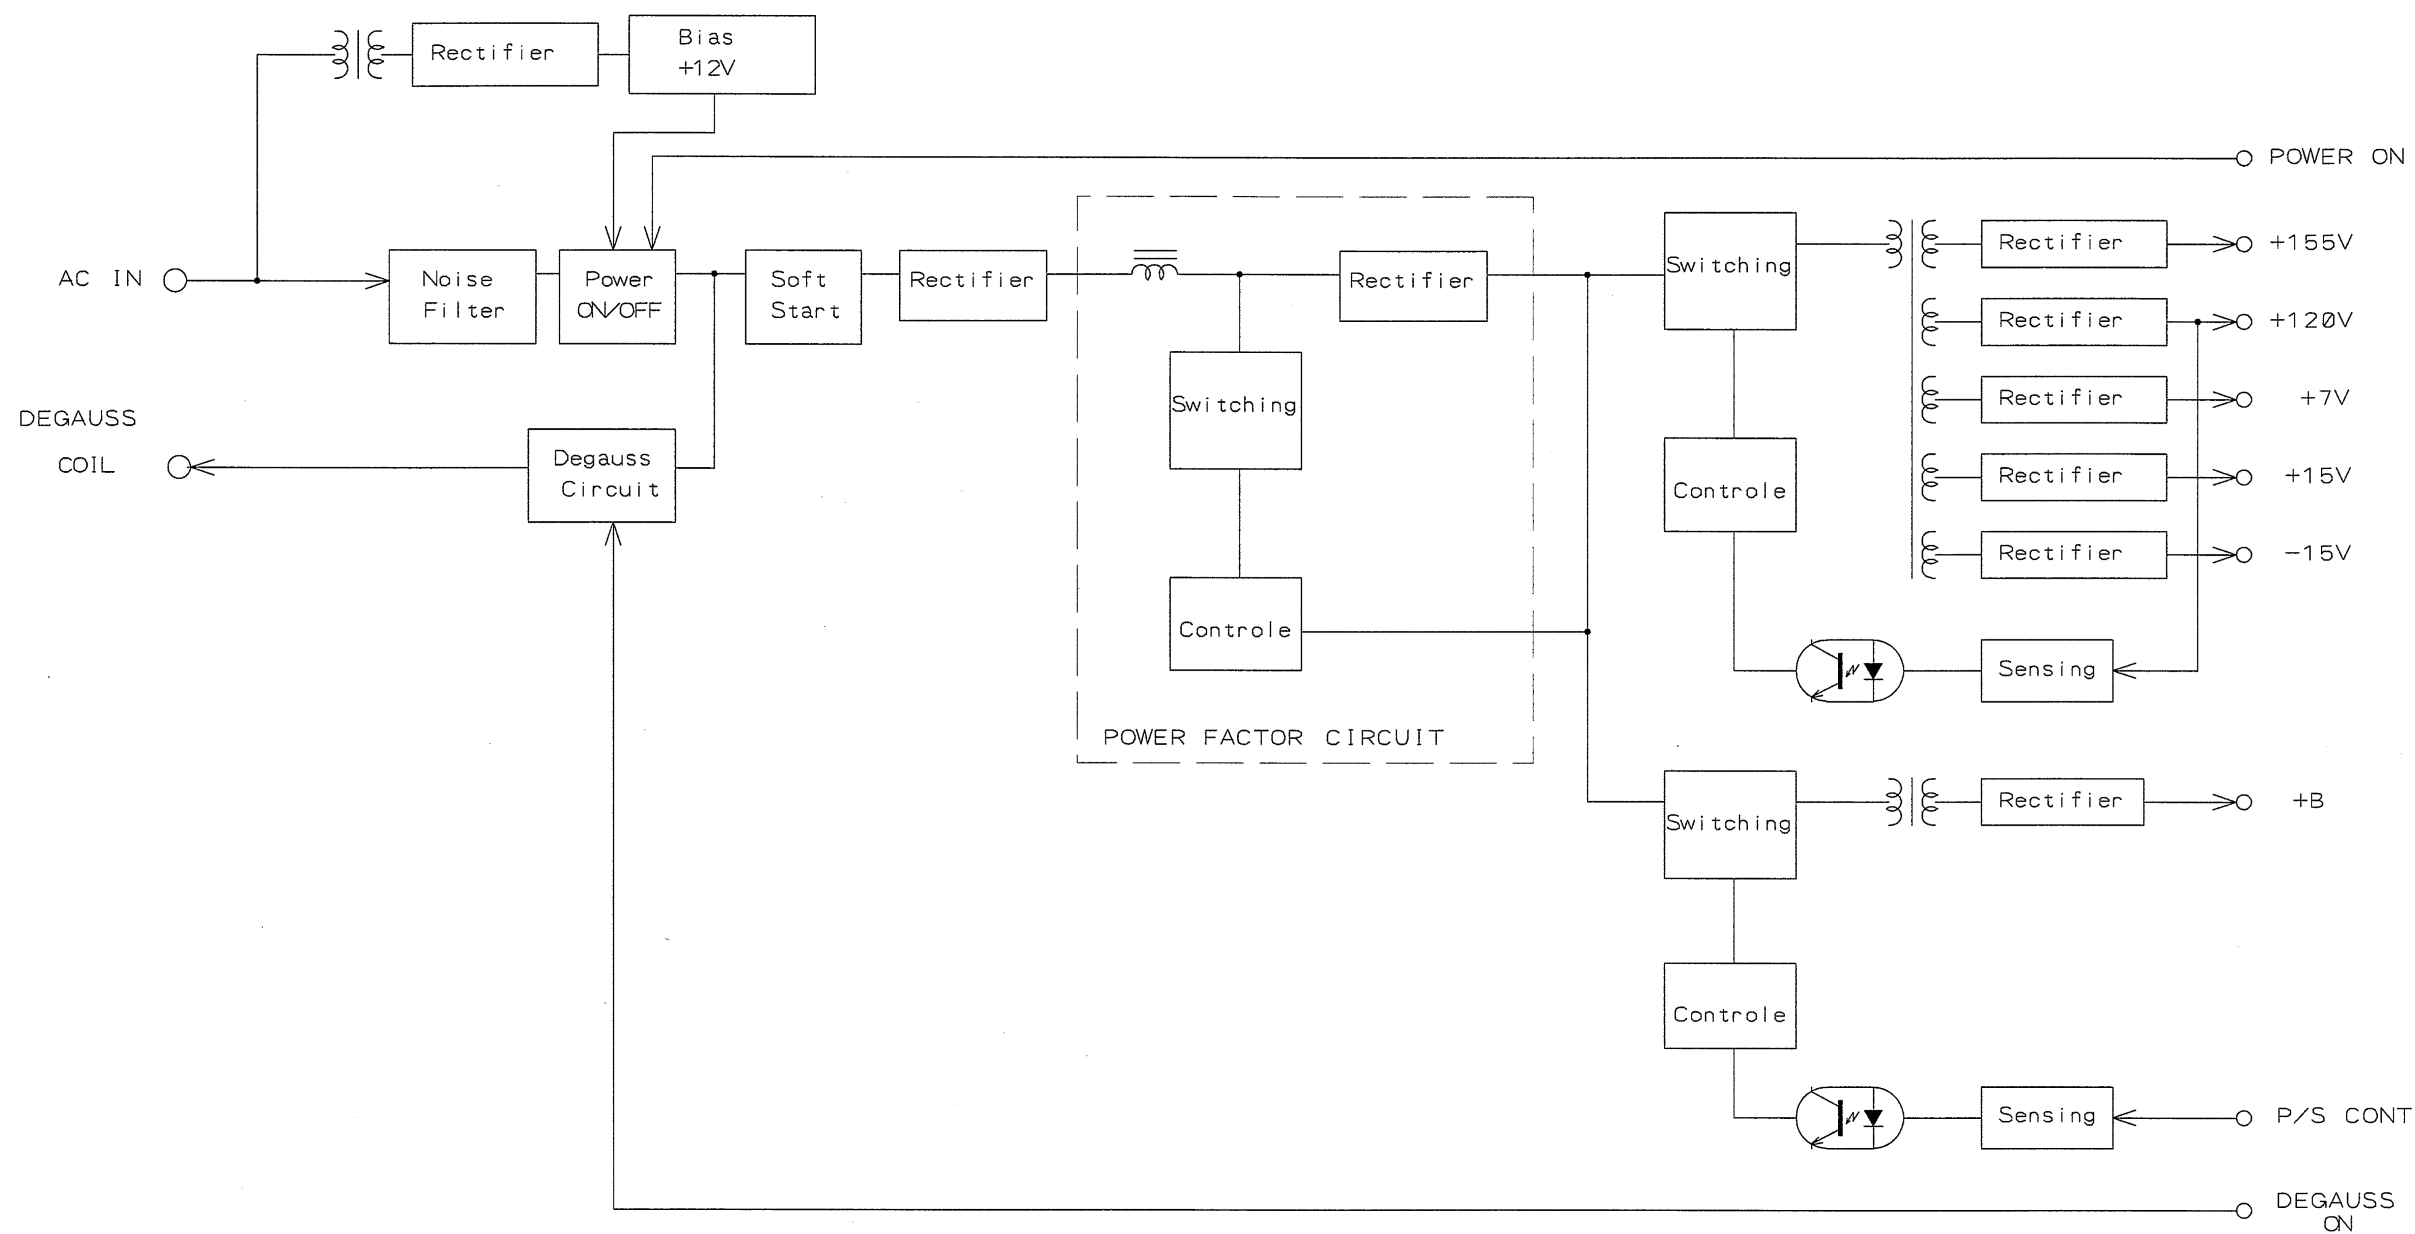 Rectifier
Bias
+12V
POWER ON
AC IN
Noise
Filter
Power
ON/OFF
Soft
Start
Rectifier
Rectifier
Switching
Rectifier
+155V
Rectifier
+120V
Rectifier
+7V
Rectifier
+15V
Rectifier
-15V
DEGAUSS
COIL
Degauss
Circuit
Switching
Controle
Controle
Sensing
POWER FACTOR CIRCUIT
Switching
Rectifier
+B
Controle
Sensing
P/S CONT
DEGAUSS
ON